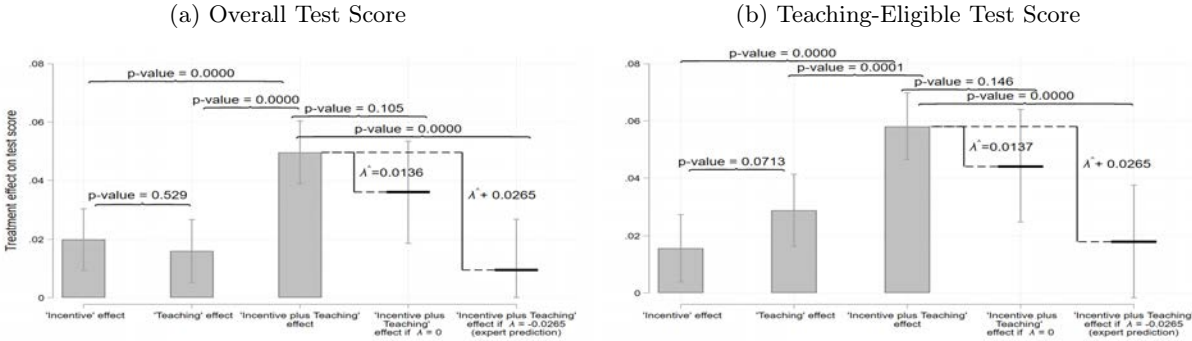 (a) Overall Test Score
Treatment effect on test score
.08
.06
.04
.02
0
p-value = 0.0000
p-value = 0.0000
p-value = 0.105
p-value = 0.0000
p-value = 0.529
λ^=0.0136
λ^+ 0.0265
'Incentive' effect
'Teaching' effect
'Incentive plus Teaching'
effect
'Incentive plus
Teaching'
effect if λ = 0
'Incentive plus Teaching'
effect if λ = -0.0265
(expert prediction)
(b) Teaching-Eligible Test Score
.08
.06
.04
.02
0
p-value = 0.0000
p-value = 0.0001
p-value = 0.146
p-value = 0.0000
p-value = 0.0713
λ^=0.0137
λ^+ 0.0265
'Incentive' effect
'Teaching' effect
'Incentive plus Teaching'
effect
'Incentive plus
Teaching'
effect if λ = 0
'Incentive plus Teaching'
effect if λ = -0.0265
(expert prediction)